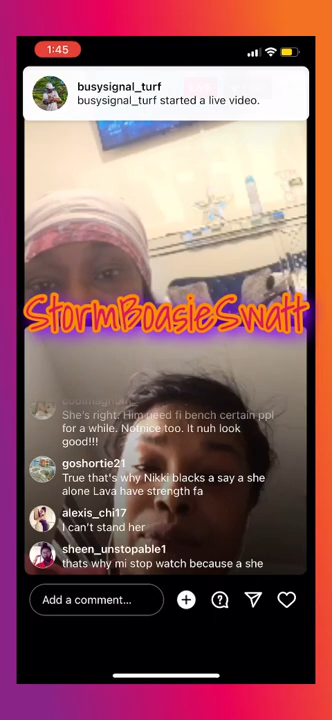 1:45
busysignal_turf
busysignal_turf started a live video.
StormBoasieSwatt
She's right. Him need fi bench certain ppl
for a while. Notnice too. It nuh look
good!!!
goshortie21
True that's why Nikki blacks a say a she
alone Lava have strength fa
alexis_chi17
I can't stand her
sheen_unstopable1
thats why mi stop watch because a she
Add a comment...